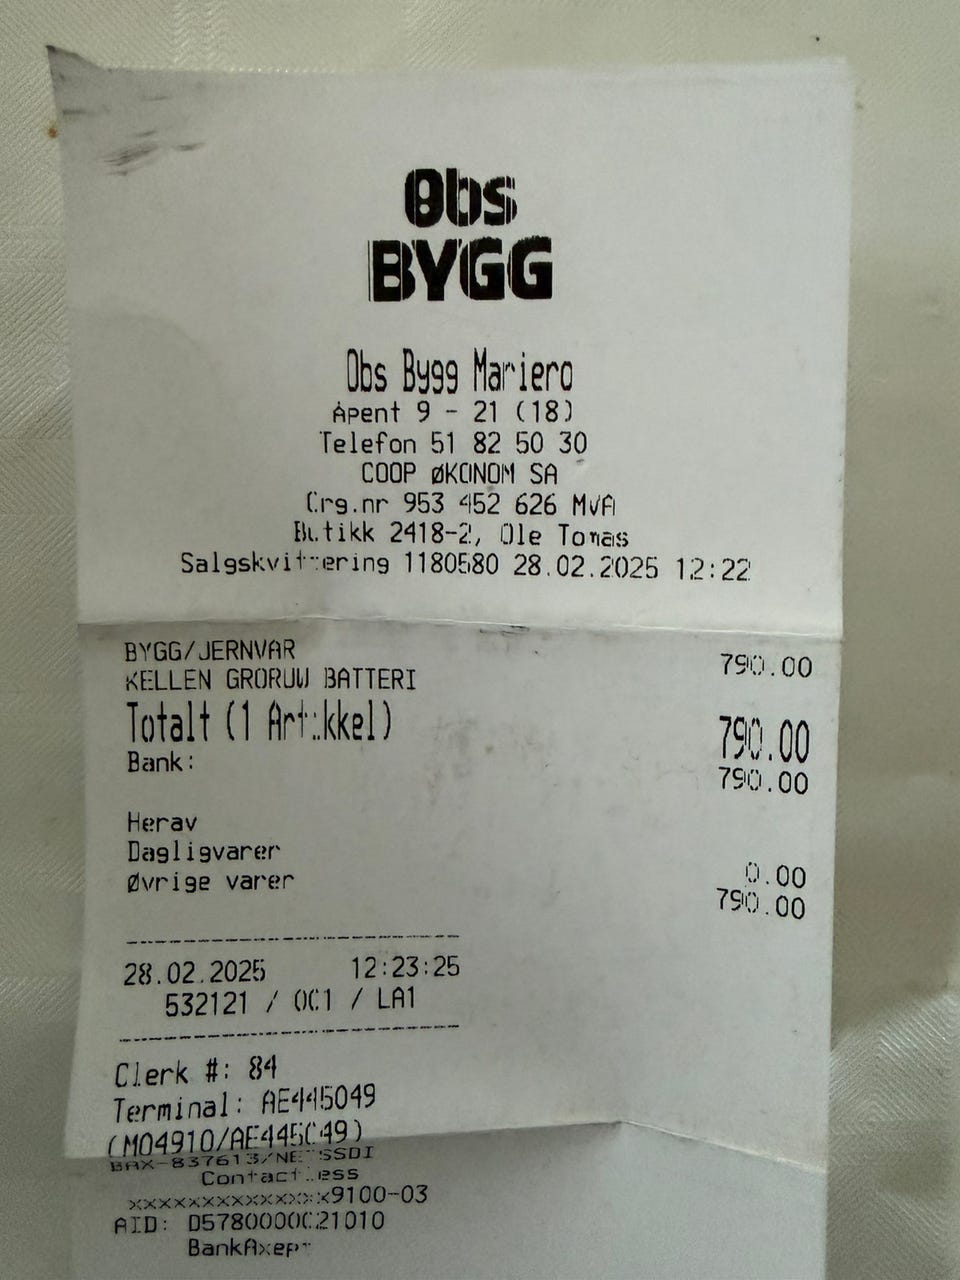 Obs
BYGG
Obs Bygg Mariero
Åpent 9 - 21 (18)
Telefon 51 82 50 30
COOP ØKONOM SA
Org.nr 953 452 626 MVA
Butikk 2418-2, Ole Tomas
Salgskvittering 1180580 28.02.2025 12:22
BYGG/JERNVAR 790.00
KELLEN GRORUD BATTERI
Totalt (1 Artikkel) 790.00
Bank: 790.00
Herav
Dagligvarer 0.00
Øvrige varer 790.00
28.02.2025 12:23:25
532121 / OC1 / LA1
Clerk #: 84
Terminal: AE445049
(M04910/AE445049)
BAX-837613/NETSSDI
Contactless
xxxxxxxxxxxxxx9100-03
AID: D5780000021010
BankAxept